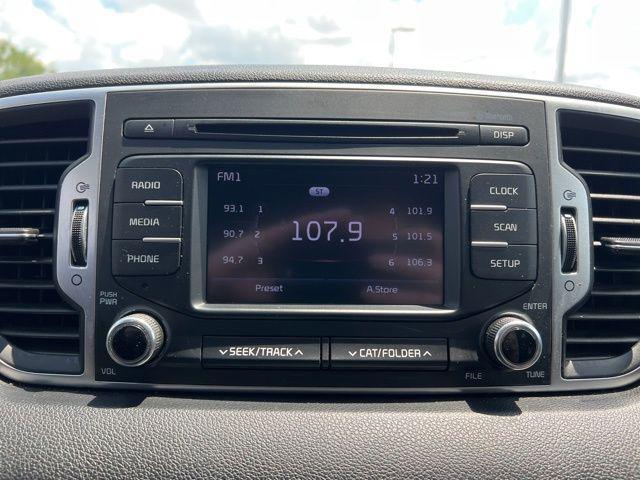 DISP
RADIO
MEDIA
PHONE
FM1
ST
1:21
93.1 1
90.7 2
94.7 3
107.9
4 101.9
5 101.5
6 106.3
Preset
A.Store
CLOCK
SCAN
SETUP
PUSH
PWR
VOL
SEEK/TRACK
CAT/FOLDER
ENTER
FILE
TUNE